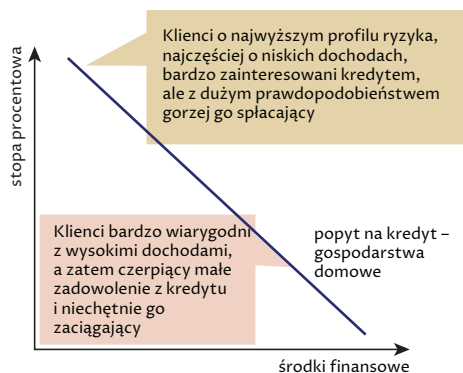 Klienci o najwyższym profilu ryzyka,
najczęściej o niskich dochodach,
bardzo zainteresowani kredytem,
ale z dużym prawdopodobieństwem
gorzej go spłacający
stopa procentowa
Klienci bardzo wiarygodni
z wysokimi dochodami,
a zatem czerpiący małe
zadowolenie z kredytu
i niechętnie go
zaciągający
popyt na kredyt –
gospodarstwa
domowe
środki finansowe